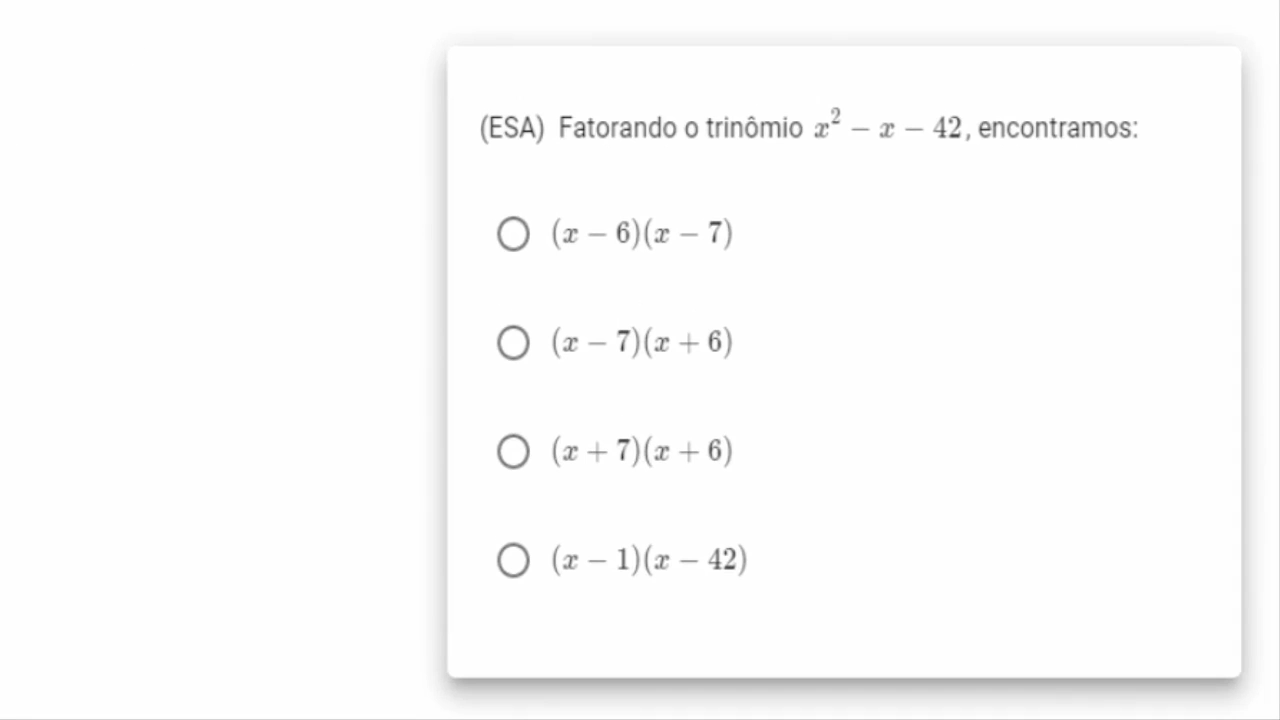 (ESA) Fatorando o trinômio x² − x − 42, encontramos:
(x − 6)(x − 7)
(x − 7)(x + 6)
(x + 7)(x + 6)
(x − 1)(x − 42)